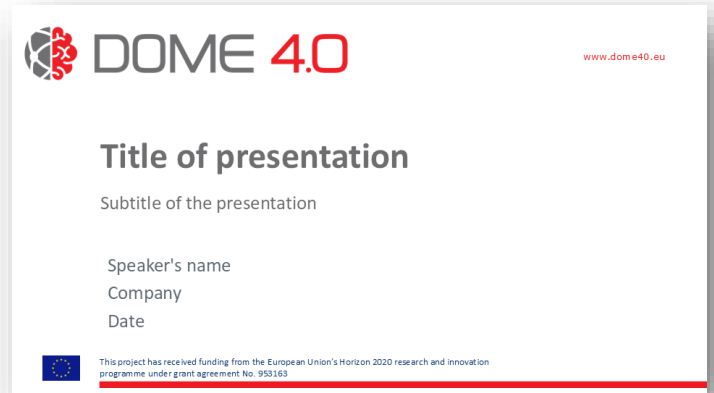 DOME 4.0
www.dome40.eu
Title of presentation
Subtitle of the presentation
Speaker's name
Company
Date
This project has received funding from the European Union's Horizon 2020 research and innovation
programme under grant agreement No. 953163